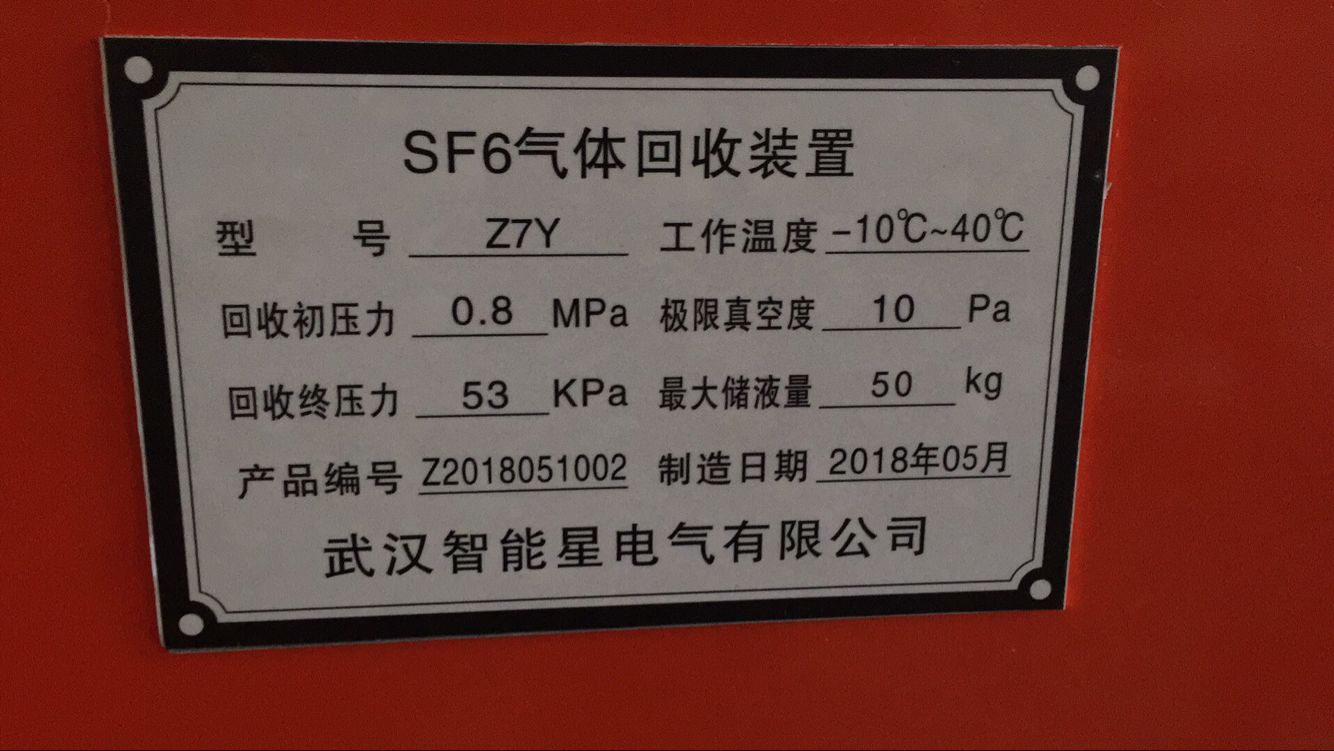 SF6气体回收装置
型 号 Z7Y 工作温度 -10℃~40℃
回收初压力 0.8 MPa 极限真空度 10 Pa
回收终压力 53 KPa 最大储液量 50 kg
产品编号 Z2018051002 制造日期 2018年05月
武汉智能星电气有限公司